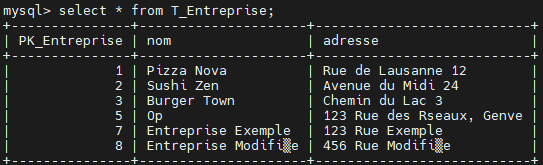 mysql> select * from T_Entreprise;
+---------------+---------------------+----------------------------+
| PK_Entreprise | nom | adresse |
+---------------+---------------------+----------------------------+
| 1 | Pizza Nova | Rue de Lausanne 12 |
| 2 | Sushi Zen | Avenue du Midi 24 |
| 3 | Burger Town | Chemin du Lac 3 |
| 5 | Op | 123 Rue des Rseaux, Genve |
| 7 | Entreprise Exemple | 123 Rue Exemple |
| 8 | Entreprise Modifi▒e | 456 Rue Modifi▒e |
+---------------+---------------------+----------------------------+